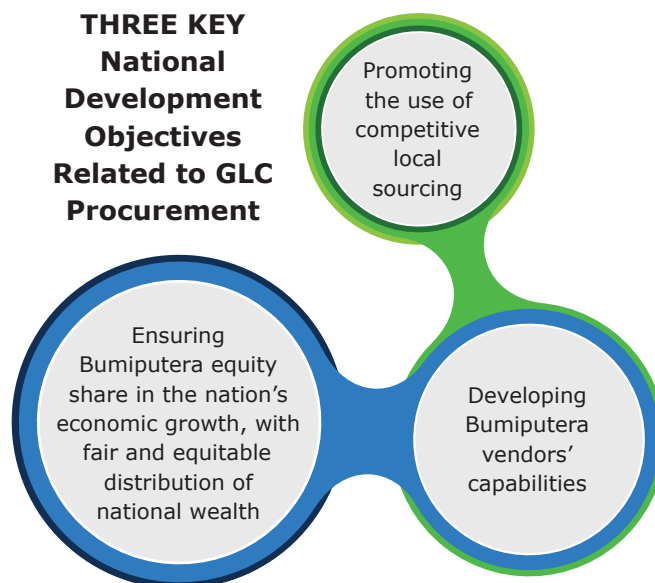 THREE KEY
National
Development
Objectives
Related to GLC
Procurement
Promoting
the use of
competitive
local
sourcing
Ensuring
Bumiputera equity
share in the nation’s
economic growth, with
fair and equitable
distribution of
national wealth
Developing
Bumiputera
vendors’
capabilities